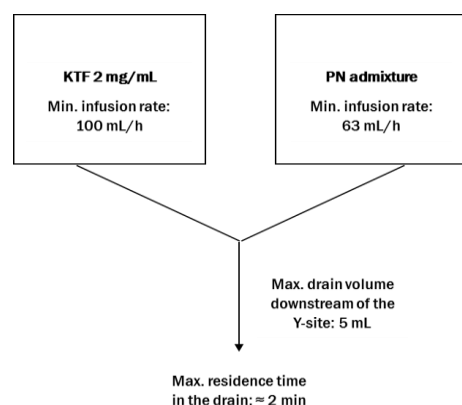 KTF 2 mg/mL
Min. infusion rate:
100 mL/h
PN admixture
Min. infusion rate:
63 mL/h
Max. drain volume
downstream of the
Y-site: 5 mL
Max. residence time
in the drain: ≈ 2 min